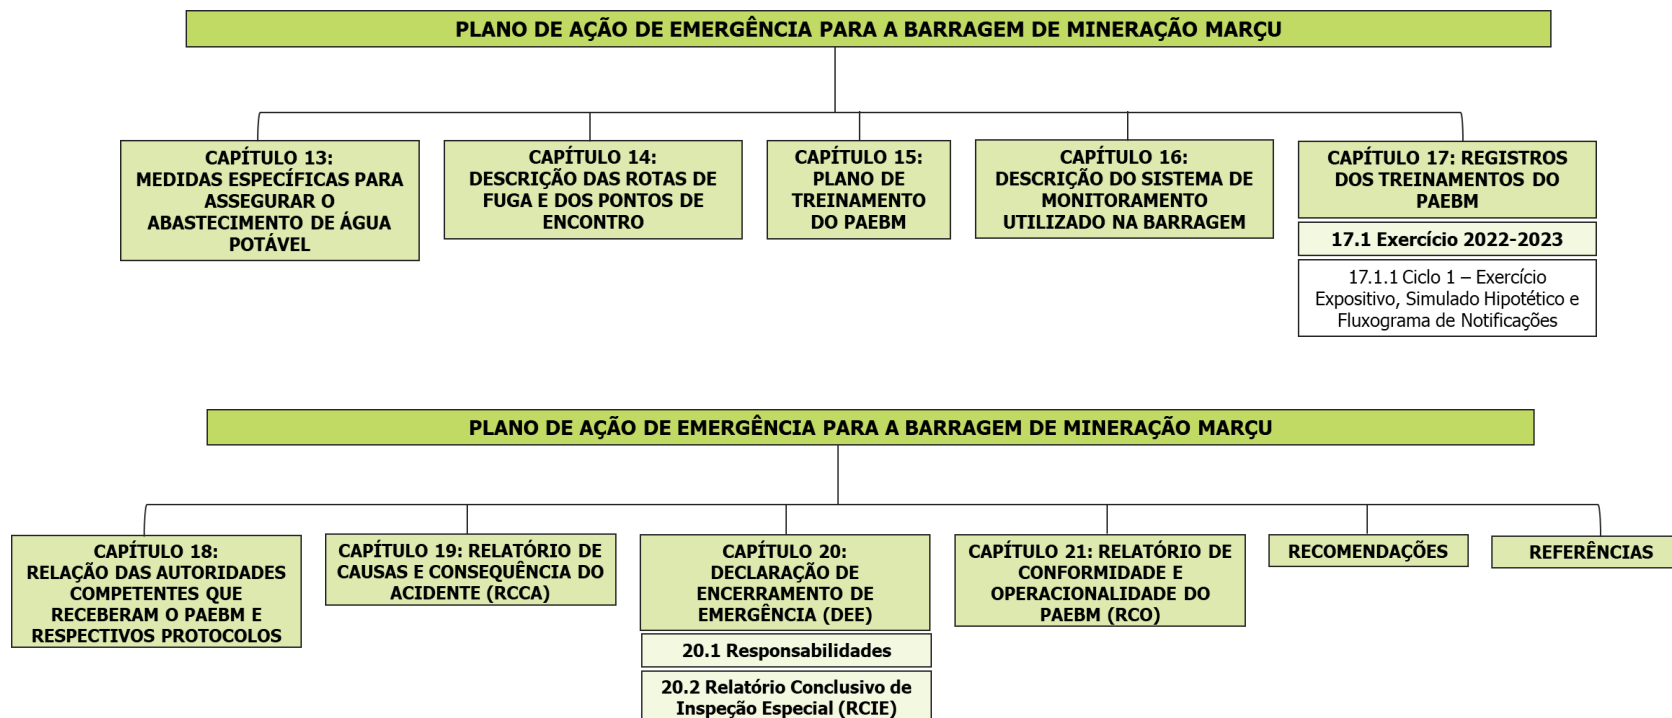 PLANO DE AÇÃO DE EMERGÊNCIA PARA A BARRAGEM DE MINERAÇÃO MARÇU
CAPÍTULO 13:
MEDIDAS ESPECÍFICAS PARA
ASSEGURAR O
ABASTECIMENTO DE ÁGUA
POTÁVEL
CAPÍTULO 14:
DESCRIÇÃO DAS ROTAS DE
FUGA E DOS PONTOS DE
ENCONTRO
CAPÍTULO 15:
PLANO DE
TREINAMENTO
DO PAEBM
CAPÍTULO 16:
DESCRIÇÃO DO SISTEMA DE
MONITORAMENTO
UTILIZADO NA BARRAGEM
CAPÍTULO 17: REGISTROS
DOS TREINAMENTOS DO
PAEBM
17.1 Exercício 2022-2023
17.1.1 Ciclo 1 – Exercício
Expositivo, Simulado Hipotético e
Fluxograma de Notificações
PLANO DE AÇÃO DE EMERGÊNCIA PARA A BARRAGEM DE MINERAÇÃO MARÇU
CAPÍTULO 18:
RELAÇÃO DAS AUTORIDADES
COMPETENTES QUE
RECEBERAM O PAEBM E
RESPECTIVOS PROTOCOLOS
CAPÍTULO 19: RELATÓRIO DE
CAUSAS E CONSEQUÊNCIA DO
ACIDENTE (RCCA)
CAPÍTULO 20:
DECLARAÇÃO DE
ENCERRAMENTO DE
EMERGÊNCIA (DEE)
20.1 Responsabilidades
20.2 Relatório Conclusivo de
Inspeção Especial (RCIE)
CAPÍTULO 21: RELATÓRIO DE
CONFORMIDADE E
OPERACIONALIDADE DO
PAEBM (RCO)
RECOMENDAÇÕES
REFERÊNCIAS